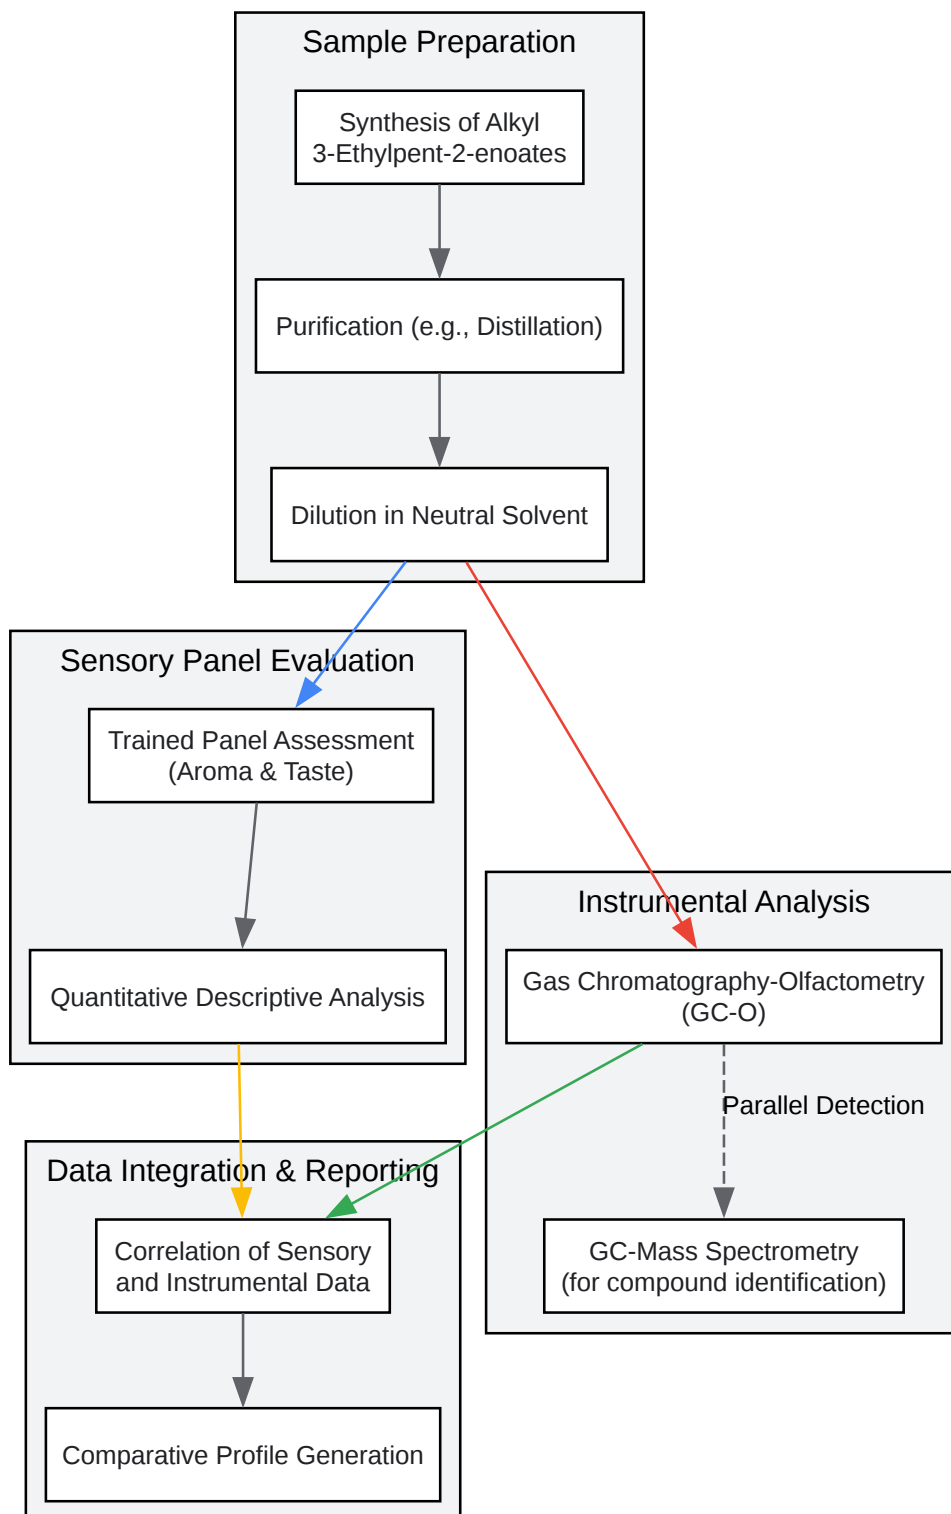 Sample Preparation
Synthesis of Alkyl
3-Ethylpent-2-enoates
Purification (e.g., Distillation)
Dilution in Neutral Solvent
Sensory Panel Evaluation
Trained Panel Assessment
(Aroma & Taste)
Quantitative Descriptive Analysis
Instrumental Analysis
Gas Chromatography-Olfactometry
(GC-O)
Parallel Detection
GC-Mass Spectrometry
(for compound identification)
Data Integration & Reporting
Correlation of Sensory
and Instrumental Data
Comparative Profile Generation